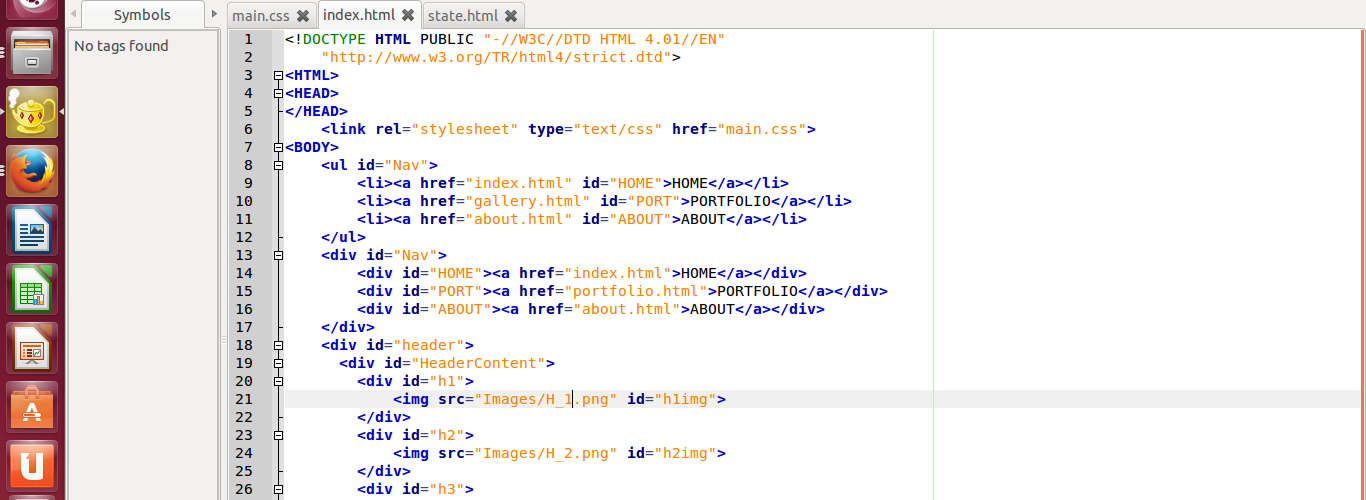 Symbols
main.css
index.html
state.html
No tags found
1 <!DOCTYPE HTML PUBLIC "-//W3C//DTD HTML 4.01//EN"
2     "http://www.w3.org/TR/html4/strict.dtd">
3 <HTML>
4 <HEAD>
5 </HEAD>
6     <link rel="stylesheet" type="text/css" href="main.css">
7 <BODY>
8     <ul id="Nav">
9         <li><a href="index.html" id="HOME">HOME</a></li>
10         <li><a href="gallery.html" id="PORT">PORTFOLIO</a></li>
11         <li><a href="about.html" id="ABOUT">ABOUT</a></li>
12     </ul>
13     <div id="Nav">
14         <div id="HOME"><a href="index.html">HOME</a></div>
15         <div id="PORT"><a href="portfolio.html">PORTFOLIO</a></div>
16         <div id="ABOUT"><a href="about.html">ABOUT</a></div>
17     </div>
18     <div id="header">
19       <div id="HeaderContent">
20         <div id="h1">
21             <img src="Images/H_1.png" id="h1img">
22         </div>
23         <div id="h2">
24             <img src="Images/H_2.png" id="h2img">
25         </div>
26         <div id="h3">